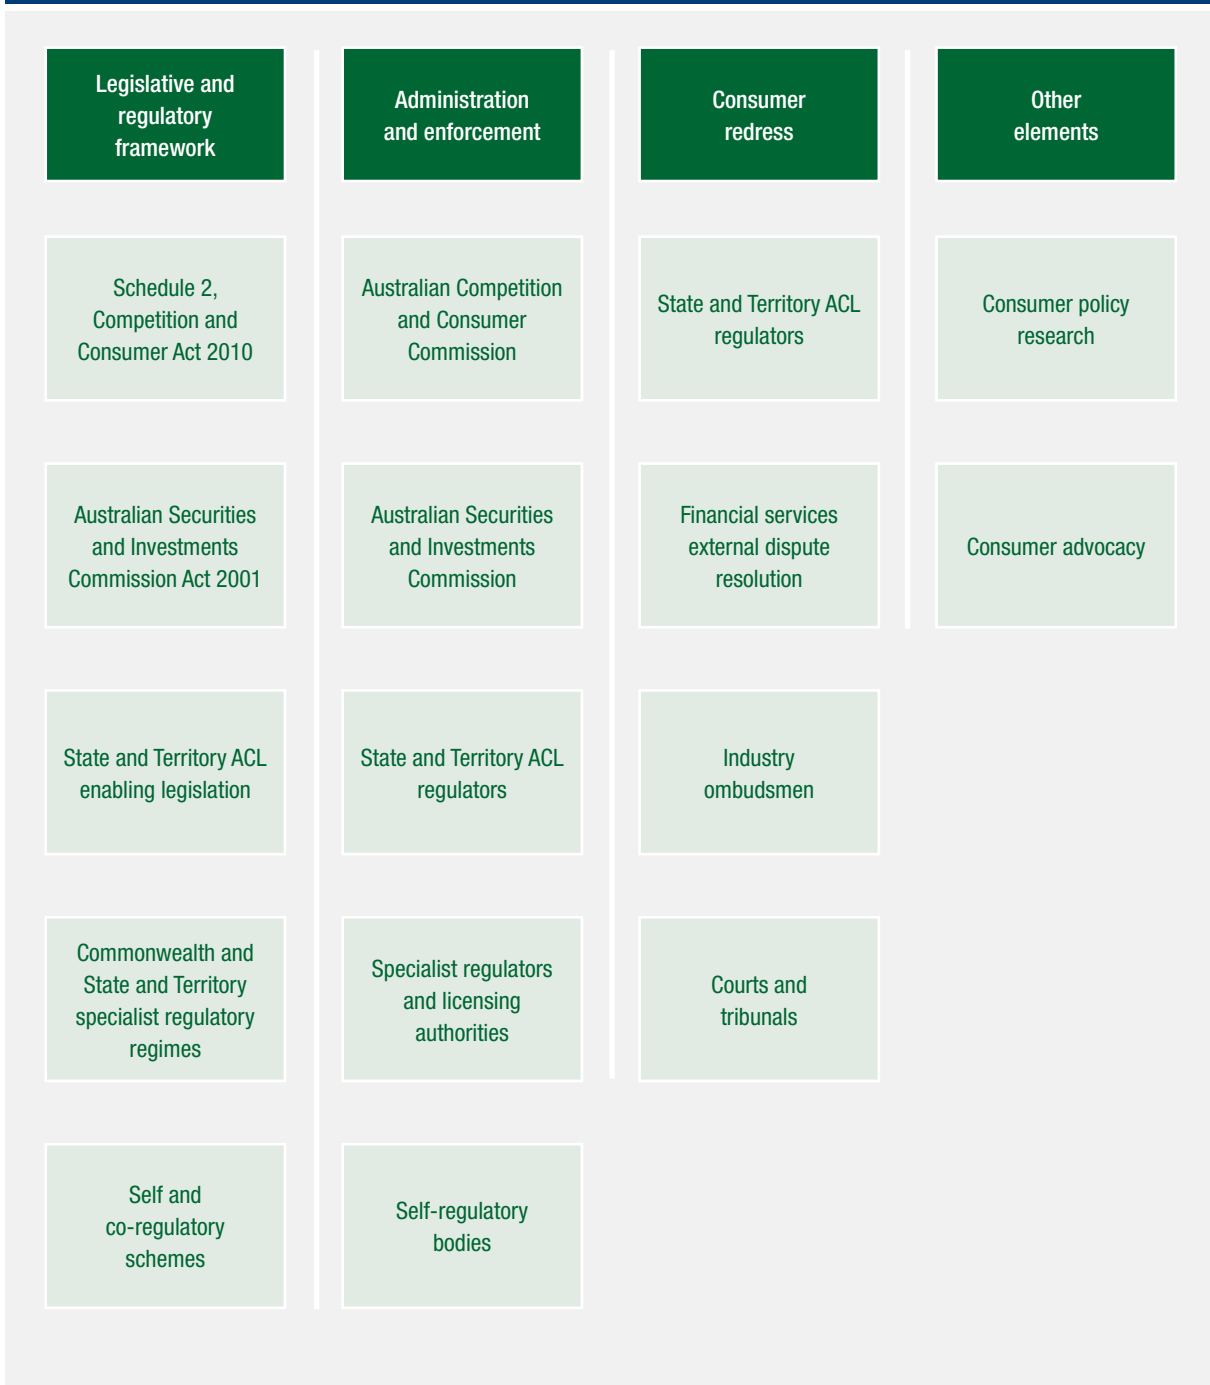 Legislative and
regulatory
framework
Administration
and enforcement
Consumer
redress
Other
elements
Schedule 2,
Competition and
Consumer Act 2010
Australian Competition
and Consumer
Commission
State and Territory ACL
regulators
Consumer policy
research
Australian Securities
and Investments
Commission Act 2001
Australian Securities
and Investments
Commission
Financial services
external dispute
resolution
Consumer advocacy
State and Territory ACL
enabling legislation
State and Territory ACL
regulators
Industry
ombudsmen
Commonwealth and
State and Territory
specialist regulatory
regimes
Specialist regulators
and licensing
authorities
Courts and
tribunals
Self and
co-regulatory
schemes
Self-regulatory
bodies